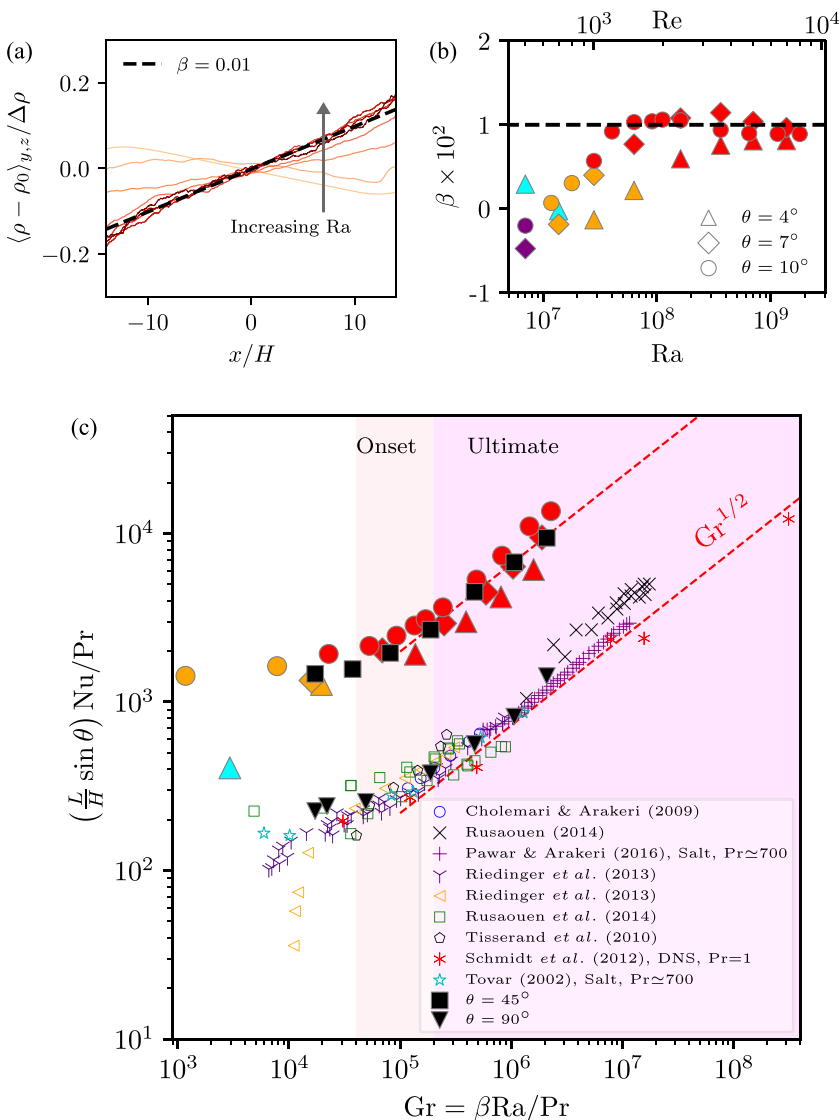 (a)
β = 0.01
0.2
0.0
−0.2
⟨ρ − ρ₀⟩y,z/Δρ
Increasing Ra
−10
0
10
x/H
(b)
Re
10³
10⁴
2
1
0
-1
β × 10²
θ = 4°
θ = 7°
θ = 10°
10⁷
10⁸
10⁹
Ra
(c)
Onset
Ultimate
Gr¹/²
10⁴
10³
10²
10¹
(L/H sin θ) Nu/Pr
Cholemari & Arakeri (2009)
Rusaouen (2014)
Pawar & Arakeri (2016), Salt, Pr≃700
Riedinger et al. (2013)
Riedinger et al. (2013)
Rusaouen et al. (2014)
Tisserand et al. (2010)
Schmidt et al. (2012), DNS, Pr=1
Tovar (2002), Salt, Pr≃700
θ = 45°
θ = 90°
10³
10⁴
10⁵
10⁶
10⁷
10⁸
Gr = βRa/Pr